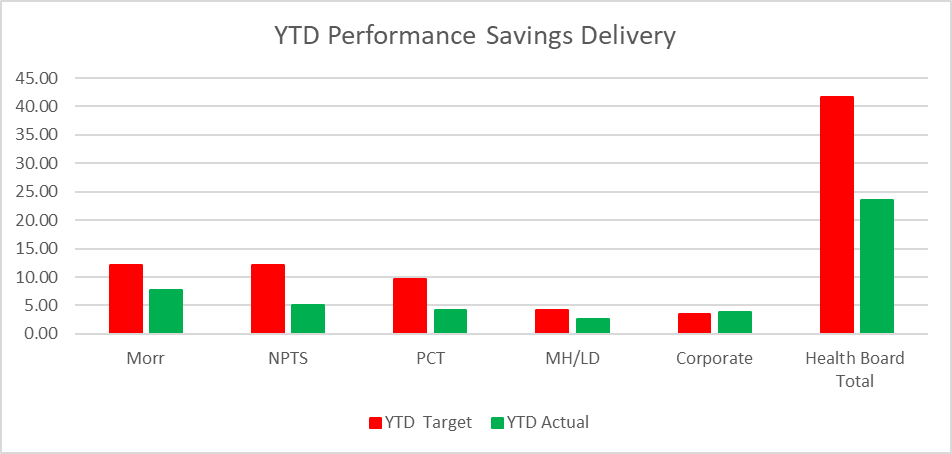 YTD Performance Savings Delivery
45.00
40.00
35.00
30.00
25.00
20.00
15.00
10.00
5.00
0.00
Morr
NPTS
PCT
MH/LD
Corporate
Health Board
Total
YTD  Target
YTD Actual